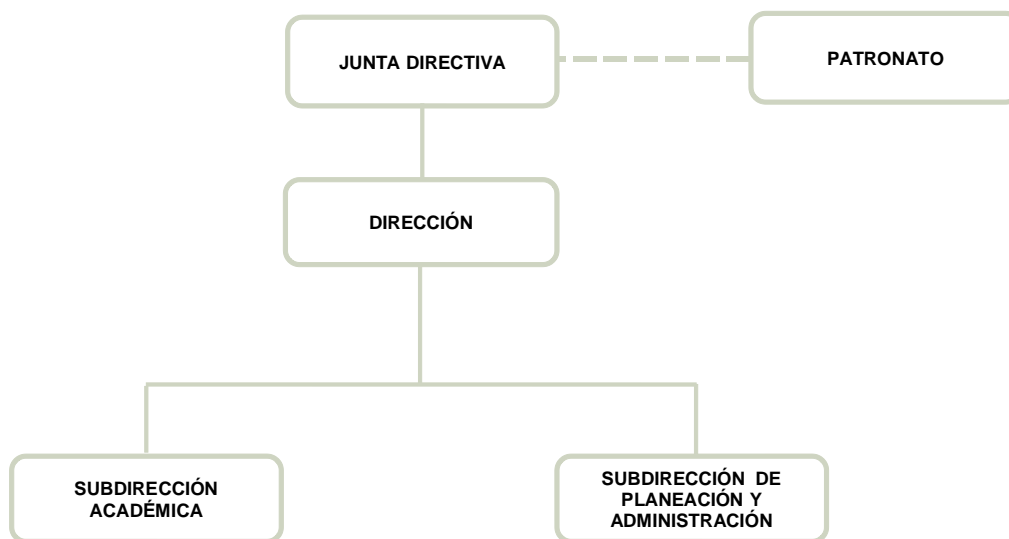 JUNTA DIRECTIVA
PATRONATO
DIRECCIÓN
SUBDIRECCIÓN
ACADÉMICA
SUBDIRECCIÓN DE
PLANEACIÓN Y
ADMINISTRACIÓN